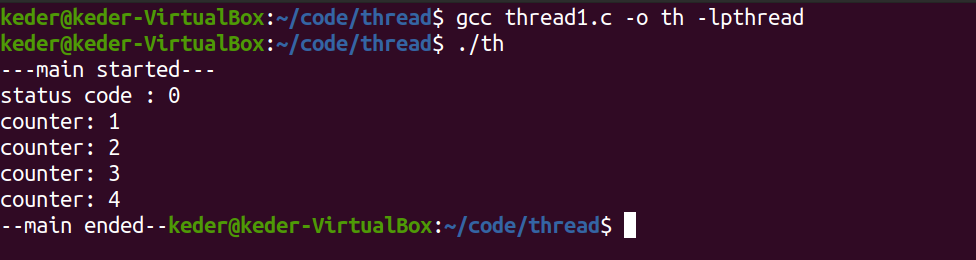 keder@keder-VirtualBox:~/code/thread$ gcc thread1.c -o th -lpthread
keder@keder-VirtualBox:~/code/thread$ ./th
---main started---
status code : 0
counter: 1
counter: 2
counter: 3
counter: 4
--main ended--keder@keder-VirtualBox:~/code/thread$